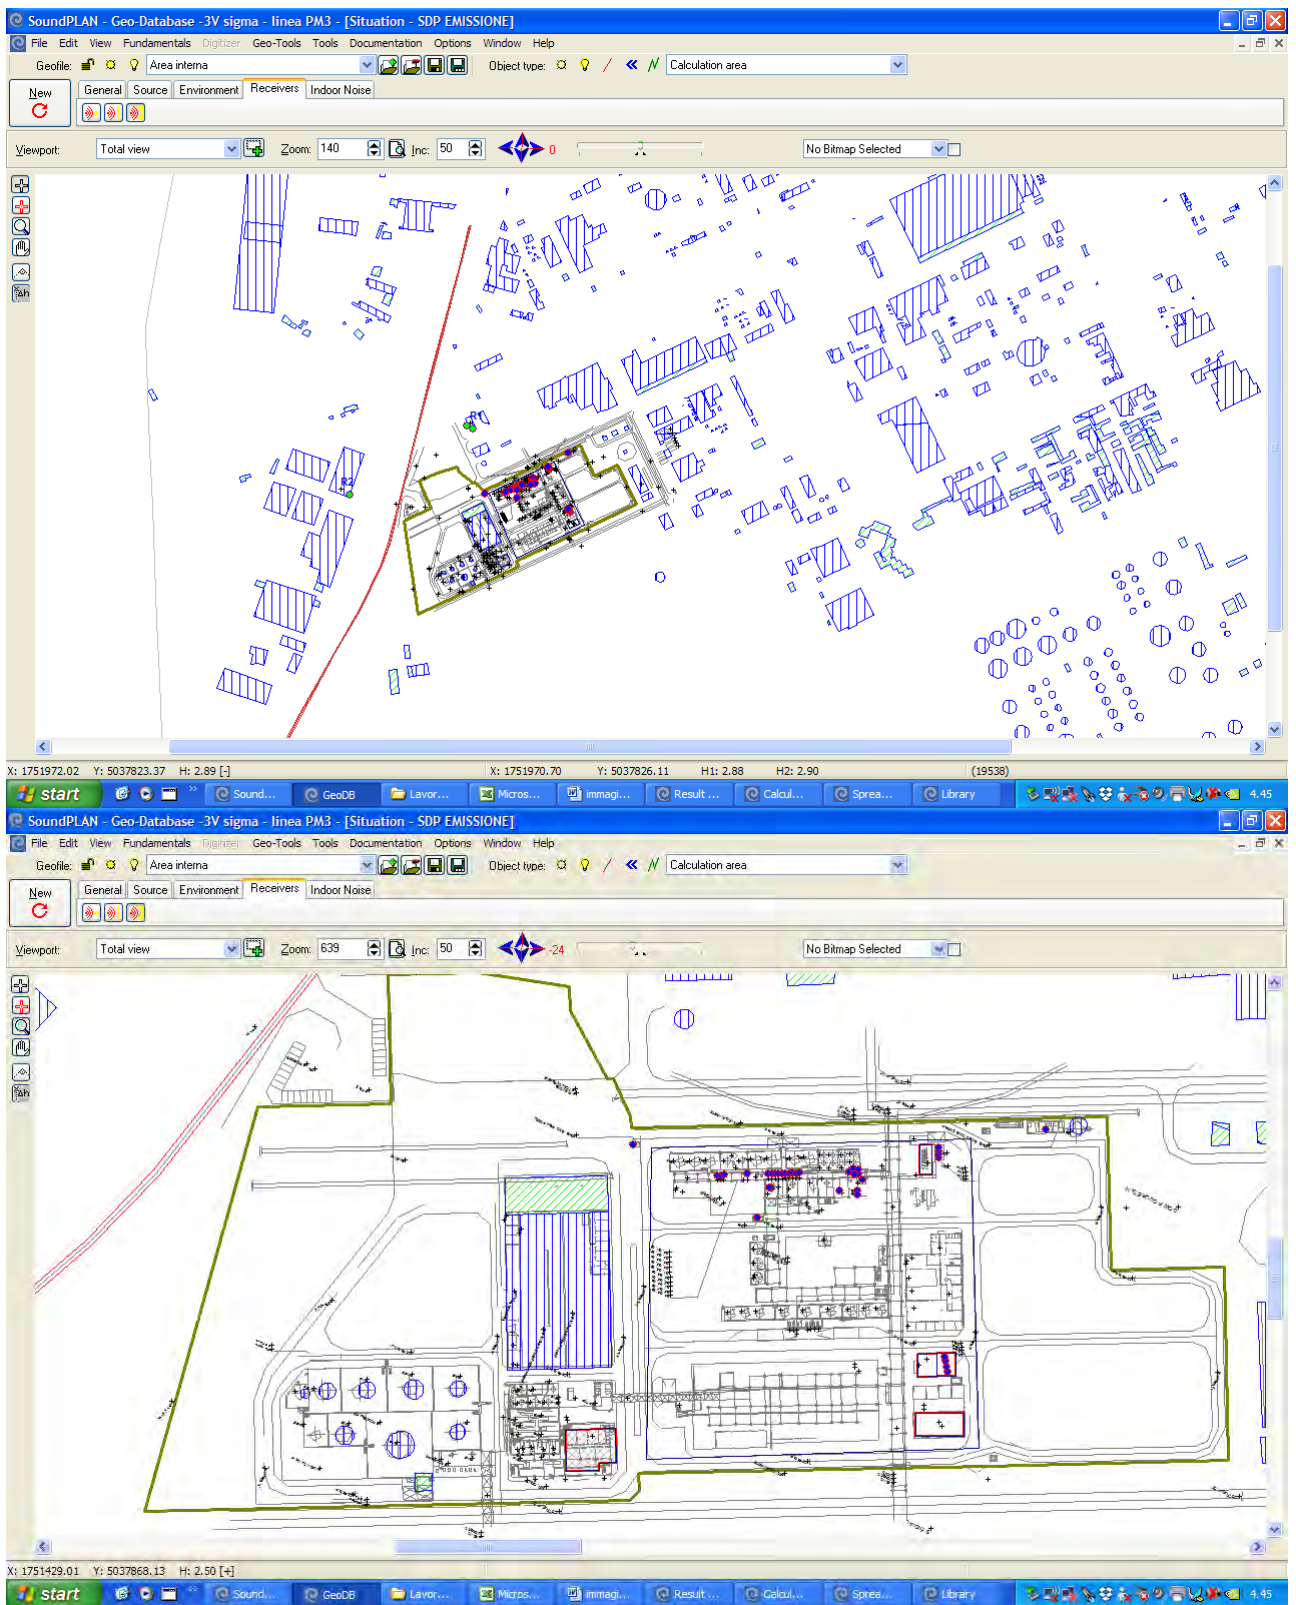 SoundPLAN - Geo-Database -3V sigma - linea PM3 - [Situation - SDP EMISSIONE]
File Edit View Fundamentals Digitizer Geo-Tools Tools Documentation Options Window Help
Geofile: Area interna Object type: Calculation area
New General Source Environment Receivers Indoor Noise
Viewport: Total view Zoom: 140 Inc: 50 0 No Bitmap Selected
R2
X: 1751972.02 Y: 5037823.37 H: 2.89 [-] X: 1751970.70 Y: 5037826.11 H1: 2.88 H2: 2.90 (19538)
start Sound... GeoDB Lavor... Micros... immagi... Result ... Calcul... Sprea... Library 4.45
SoundPLAN - Geo-Database -3V sigma - linea PM3 - [Situation - SDP EMISSIONE]
File Edit View Fundamentals Digitizer Geo-Tools Tools Documentation Options Window Help
Geofile: Area interna Object type: Calculation area
New General Source Environment Receivers Indoor Noise
Viewport: Total view Zoom: 639 Inc: 50 -24 No Bitmap Selected
X: 1751429.01 Y: 5037868.13 H: 2.50 [+]
start Sound... GeoDB Lavor... Micros... immagi... Result ... Calcul... Sprea... Library 4.45